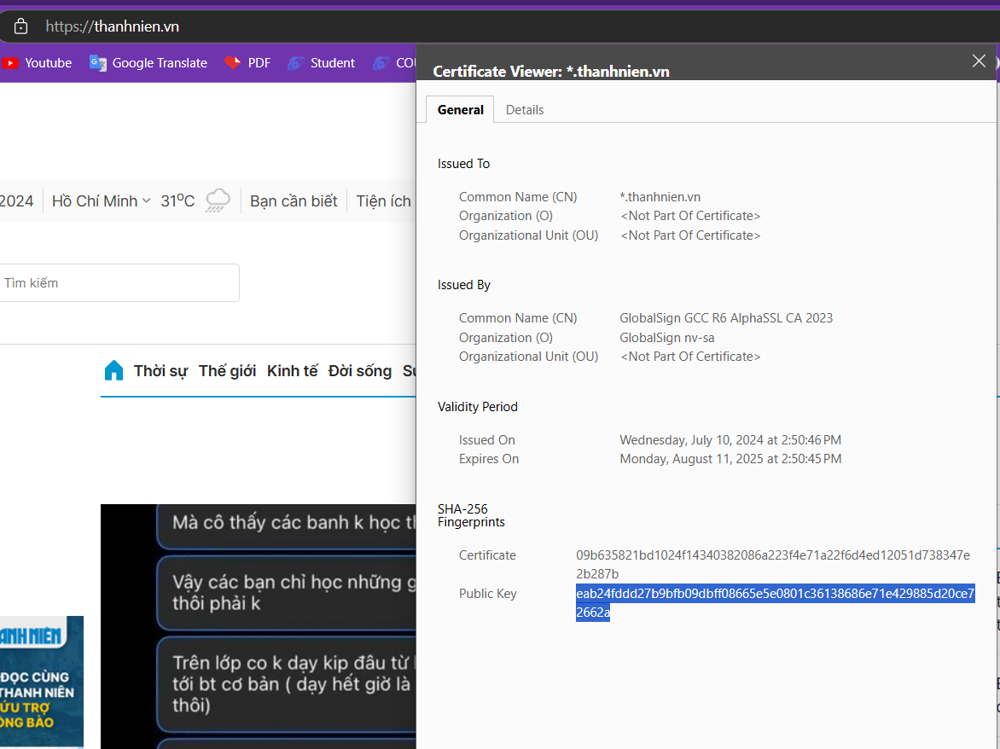 https://thanhnien.vn
Youtube
Google Translate
PDF
Student
Certificate Viewer: *.thanhnien.vn
General
Details
Issued To
Common Name (CN) *.thanhnien.vn
Organization (O) <Not Part Of Certificate>
Organizational Unit (OU) <Not Part Of Certificate>
Issued By
Common Name (CN) GlobalSign GCC R6 AlphaSSL CA 2023
Organization (O) GlobalSign nv-sa
Organizational Unit (OU) <Not Part Of Certificate>
Validity Period
Issued On Wednesday, July 10, 2024 at 2:50:46 PM
Expires On Monday, August 11, 2025 at 2:50:45 PM
SHA-256
Fingerprints
Certificate 09b635821bd1024f14340382086a223f4e71a22f6d4ed12051d738347e
2b287b
Public Key eab24fddd27b9bfb09dbff08665e5e0801c36138686e71e429885d20ce7
2662a
2024 Hồ Chí Minh 31⁰C Bạn cần biết Tiện ích
Tìm kiếm
Thời sự Thế giới Kinh tế Đời sống
Mà cô thấy các banh k học
Vậy các bạn chỉ học những
thôi phải k
Trên lớp co k dạy kip đâu từ
tới bt cơ bản ( dạy hết giờ là
thôi)
ANH NIÊN
ĐỌC CÙNG
THANH NIÊN
ỨU TRỢ
ỒNG BÀO